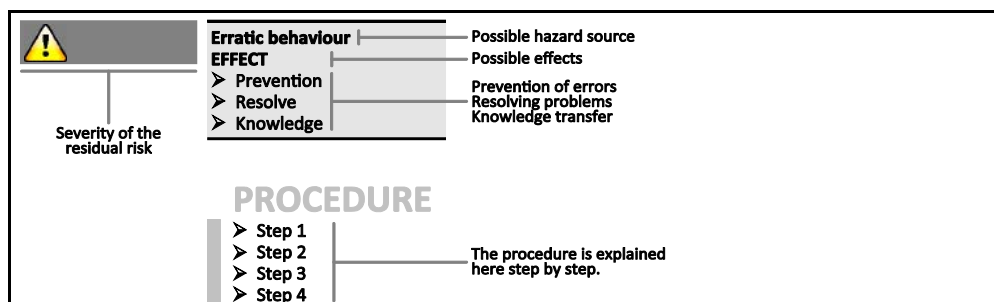 Erratic behaviour
Possible hazard source
EFFECT
Possible effects
➢ Prevention
➢ Resolve
➢ Knowledge
Prevention of errors
Resolving problems
Knowledge transfer
Severity of the
residual risk
PROCEDURE
➢ Step 1
➢ Step 2
➢ Step 3
➢ Step 4
The procedure is explained
here step by step.